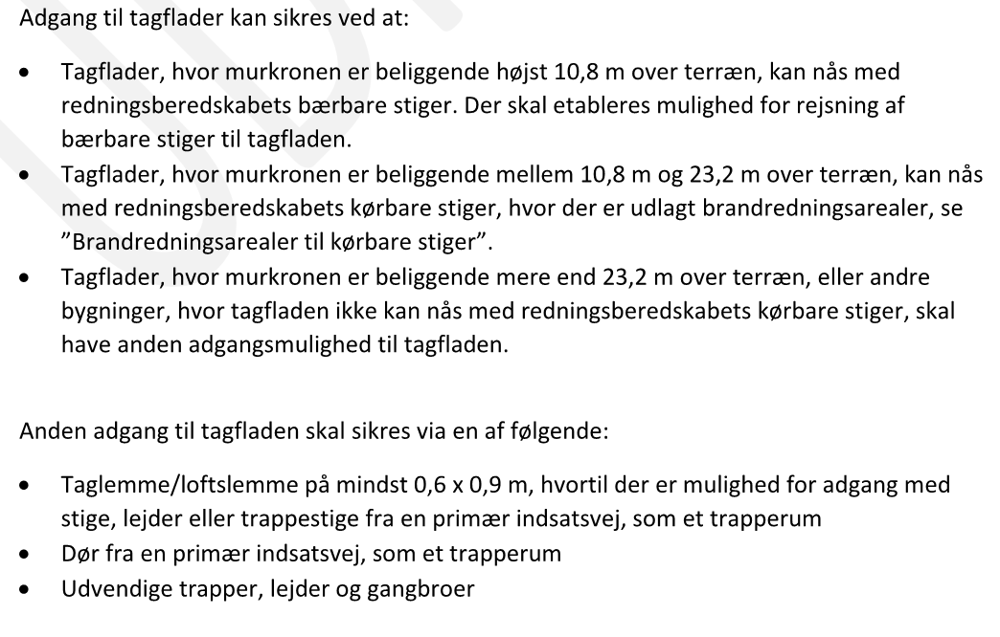 Adgang til tagflader kan sikres ved at:
• Tagflader, hvor murkronen er beliggende højst 10,8 m over terræn, kan nås med
redningsberedskabets bærbare stiger. Der skal etableres mulighed for rejsning af
bærbare stiger til tagfladen.
• Tagflader, hvor murkronen er beliggende mellem 10,8 m og 23,2 m over terræn, kan nås
med redningsberedskabets kørbare stiger, hvor der er udlagt brandredningsarealer, se
”Brandredningsarealer til kørbare stiger”.
• Tagflader, hvor murkronen er beliggende mere end 23,2 m over terræn, eller andre
bygninger, hvor tagfladen ikke kan nås med redningsberedskabets kørbare stiger, skal
have anden adgangsmulighed til tagfladen.
Anden adgang til tagfladen skal sikres via en af følgende:
• Taglemme/loftslemme på mindst 0,6 x 0,9 m, hvortil der er mulighed for adgang med
stige, lejder eller trappestige fra en primær indsatsvej, som et trapperum
• Dør fra en primær indsatsvej, som et trapperum
• Udvendige trapper, lejder og gangbroer